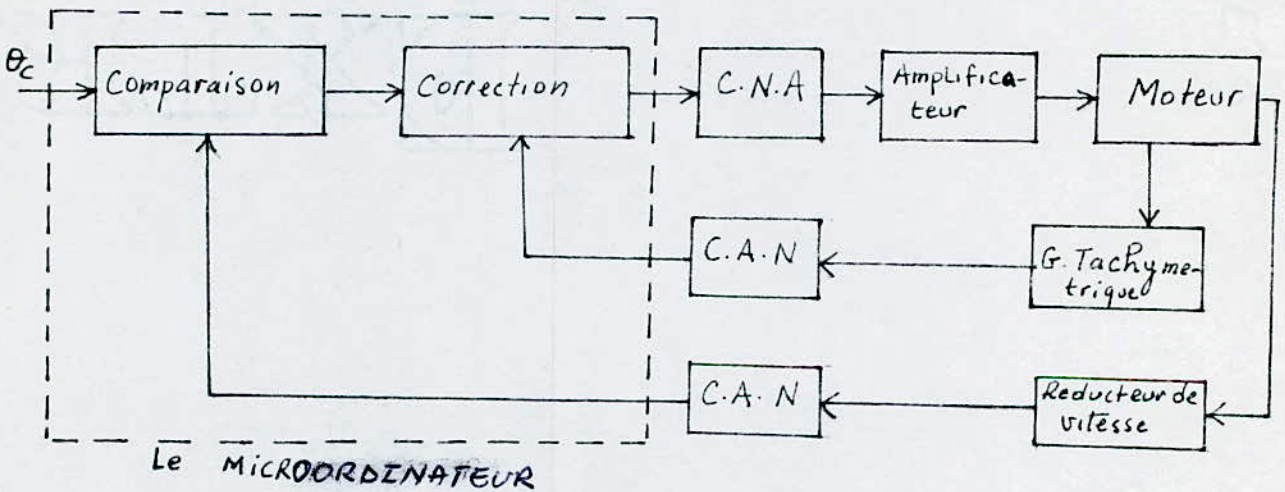 θc
Comparaison
Correction
C.N.A
Amplifica-
teur
Moteur
C.A.N
G. Tachyme-
trique
C.A.N
Reducteur de
vitesse
Le MICROORDINATEUR